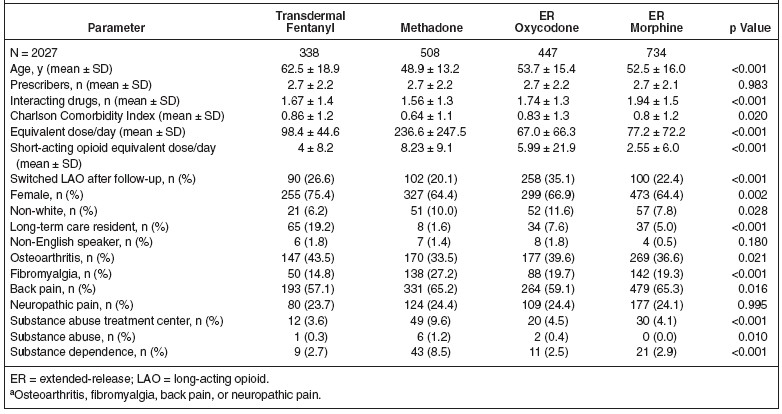 Parameter Transdermal Fentanyl Methadone ER Oxycodone ER Morphine p Value
N = 2027 338 508 447 734
Age, y (mean ± SD) 62.5 ± 18.9 48.9 ± 13.2 53.7 ± 15.4 52.5 ± 16.0 <0.001
Prescribers, n (mean ± SD) 2.7 ± 2.2 2.7 ± 2.2 2.7 ± 2.2 2.7 ± 2.1 0.983
Interacting drugs, n (mean ± SD) 1.67 ± 1.4 1.56 ± 1.3 1.74 ± 1.3 1.94 ± 1.5 <0.001
Charlson Comorbidity Index (mean ± SD) 0.86 ± 1.2 0.64 ± 1.1 0.83 ± 1.3 0.8 ± 1.2 0.020
Equivalent dose/day (mean ± SD) 98.4 ± 44.6 236.6 ± 247.5 67.0 ± 66.3 77.2 ± 72.2 <0.001
Short-acting opioid equivalent dose/day 4 ± 8.2 8.23 ± 9.1 5.99 ± 21.9 2.55 ± 6.0 <0.001
(mean ± SD)
Switched LAO after follow-up, n (%) 90 (26.6) 102 (20.1) 258 (35.1) 100 (22.4) <0.001
Female, n (%) 255 (75.4) 327 (64.4) 299 (66.9) 473 (64.4) 0.002
Non-white, n (%) 21 (6.2) 51 (10.0) 52 (11.6) 57 (7.8) 0.028
Long-term care resident, n (%) 65 (19.2) 8 (1.6) 34 (7.6) 37 (5.0) <0.001
Non-English speaker, n (%) 6 (1.8) 7 (1.4) 8 (1.8) 4 (0.5) 0.180
Osteoarthritis, n (%) 147 (43.5) 170 (33.5) 177 (39.6) 269 (36.6) 0.021
Fibromyalgia, n (%) 50 (14.8) 138 (27.2) 88 (19.7) 142 (19.3) <0.001
Back pain, n (%) 193 (57.1) 331 (65.2) 264 (59.1) 479 (65.3) 0.016
Neuropathic pain, n (%) 80 (23.7) 124 (24.4) 109 (24.4) 177 (24.1) 0.995
Substance abuse treatment center, n (%) 12 (3.6) 49 (9.6) 20 (4.5) 30 (4.1) <0.001
Substance abuse, n (%) 1 (0.3) 6 (1.2) 2 (0.4) 0 (0.0) 0.010
Substance dependence, n (%) 9 (2.7) 43 (8.5) 11 (2.5) 21 (2.9) <0.001
ER = extended-release; LAO = long-acting opioid.
ᵃOsteoarthritis, fibromyalgia, back pain, or neuropathic pain.